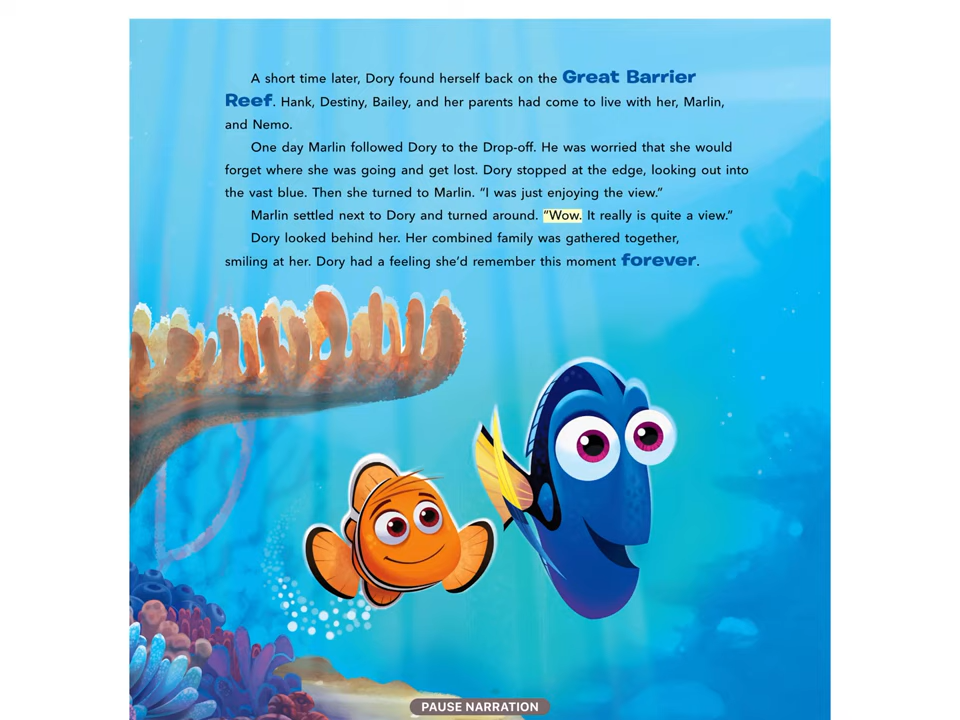 A short time later, Dory found herself back on the Great Barrier
Reef. Hank, Destiny, Bailey, and her parents had come to live with her, Marlin,
and Nemo.
One day Marlin followed Dory to the Drop-off. He was worried that she would
forget where she was going and get lost. Dory stopped at the edge, looking out into
the vast blue. Then she turned to Marlin. “I was just enjoying the view.”
Marlin settled next to Dory and turned around. “Wow. It really is quite a view.”
Dory looked behind her. Her combined family was gathered together,
smiling at her. Dory had a feeling she’d remember this moment forever.
PAUSE NARRATION